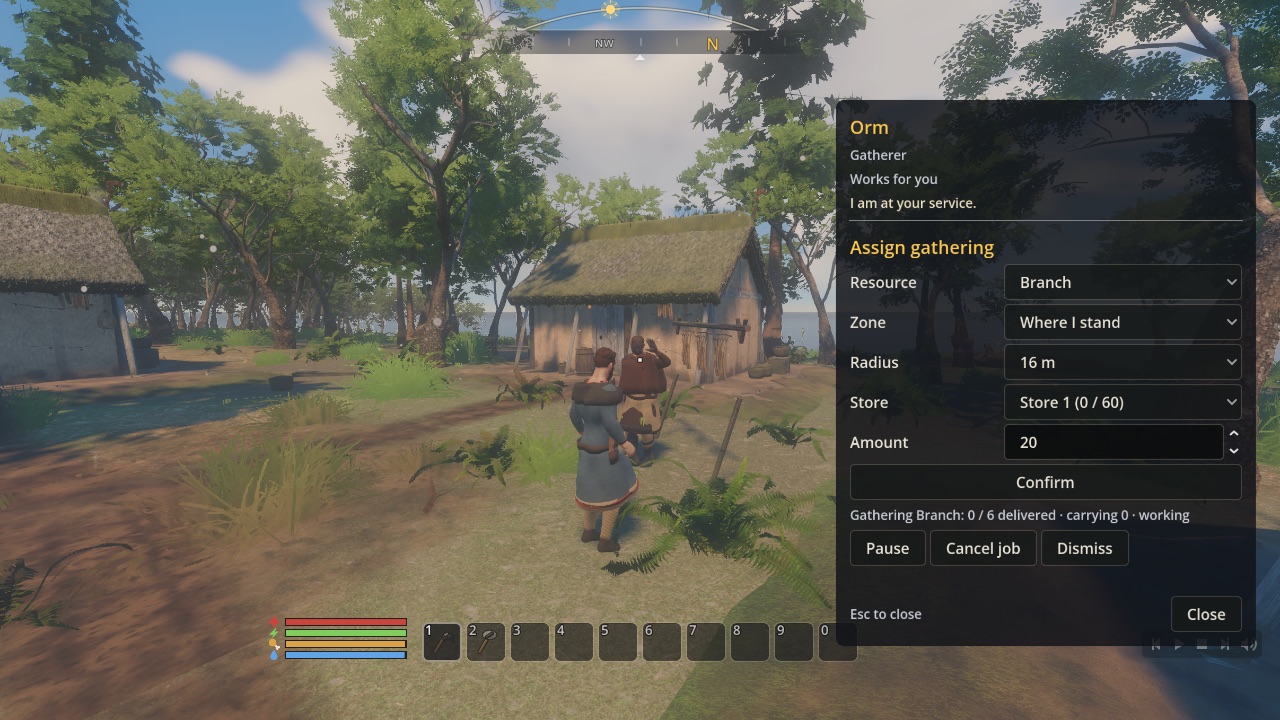 W NW N
Orm
Gatherer
Works for you
I am at your service.
Assign gathering
Resource Branch
Zone Where I stand
Radius 16 m
Store Store 1 (0 / 60)
Amount 20
Confirm
Gathering Branch: 0 / 6 delivered · carrying 0 · working
Pause Cancel job Dismiss
Esc to close Close
1 2 3 4 5 6 7 8 9 0